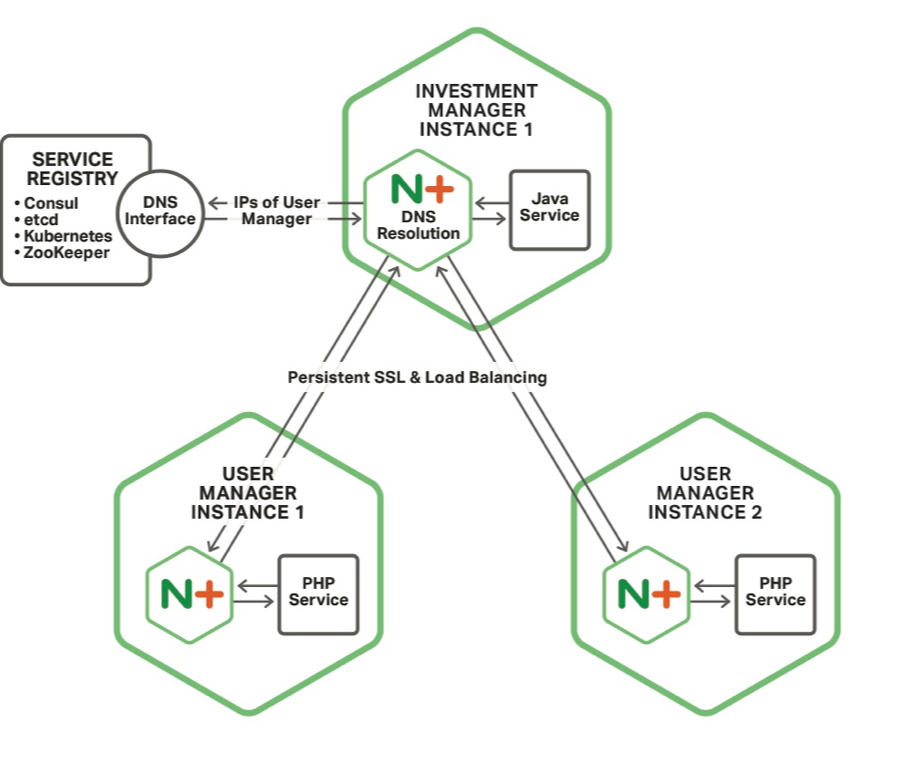 INVESTMENT
MANAGER
INSTANCE 1
SERVICE
REGISTRY
• Consul
• etcd
• Kubernetes
• ZooKeeper
DNS
Interface
IPs of User
Manager
N+
DNS
Resolution
Java
Service
Persistent SSL & Load Balancing
USER
MANAGER
INSTANCE 1
N+
PHP
Service
USER
MANAGER
INSTANCE 2
N+
PHP
Service